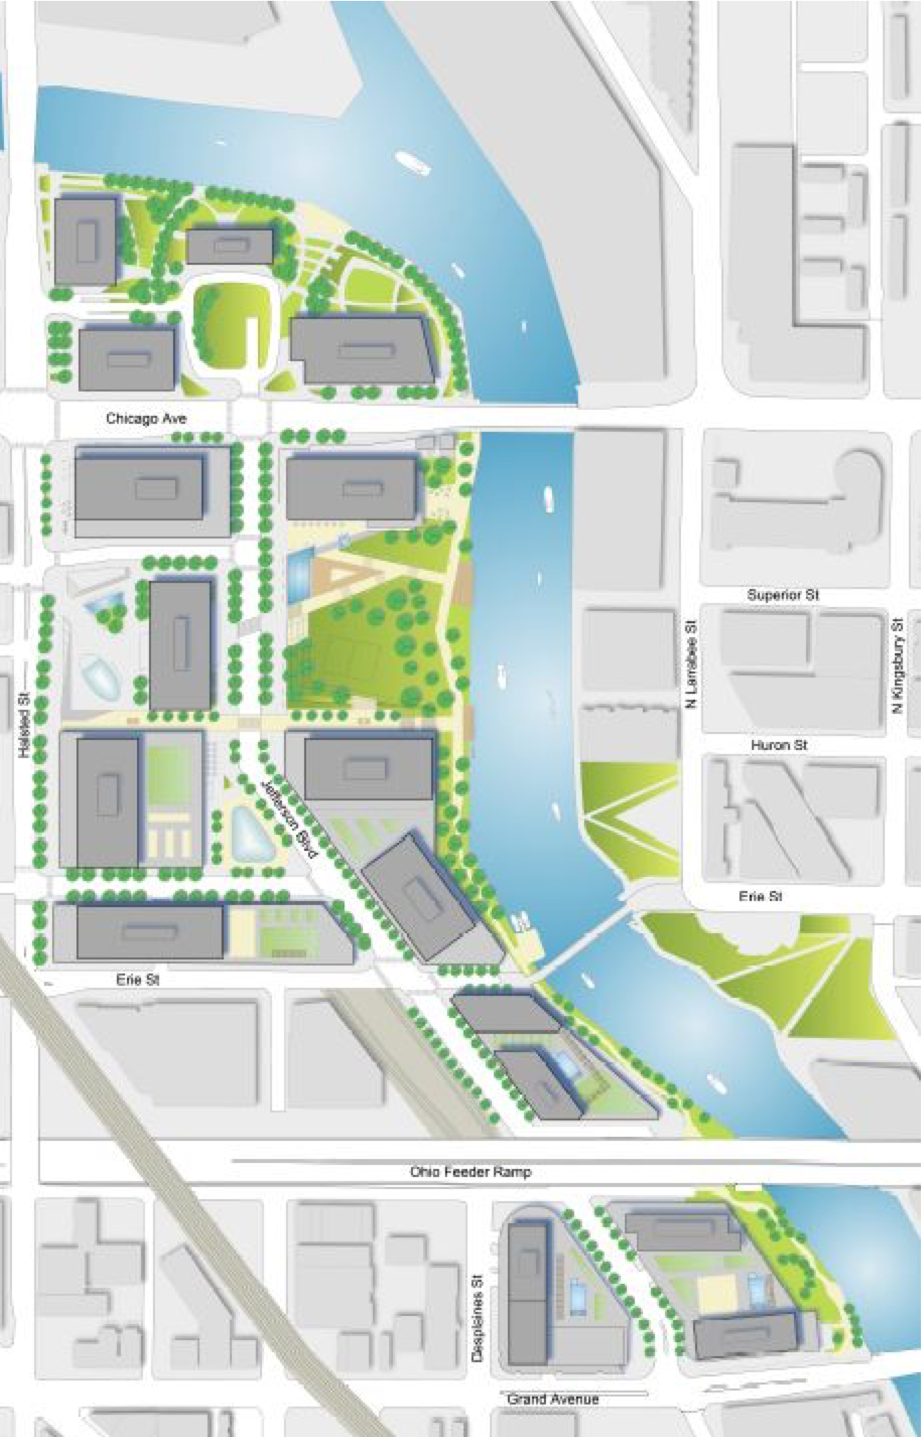 Chicago Ave
Superior St
N Larrabee St
N Kingsbury St
Halsted St
Huron St
Jefferson Blvd
Erie St
Erie St
Ohio Feeder Ramp
Desplaines St
Grand Avenue